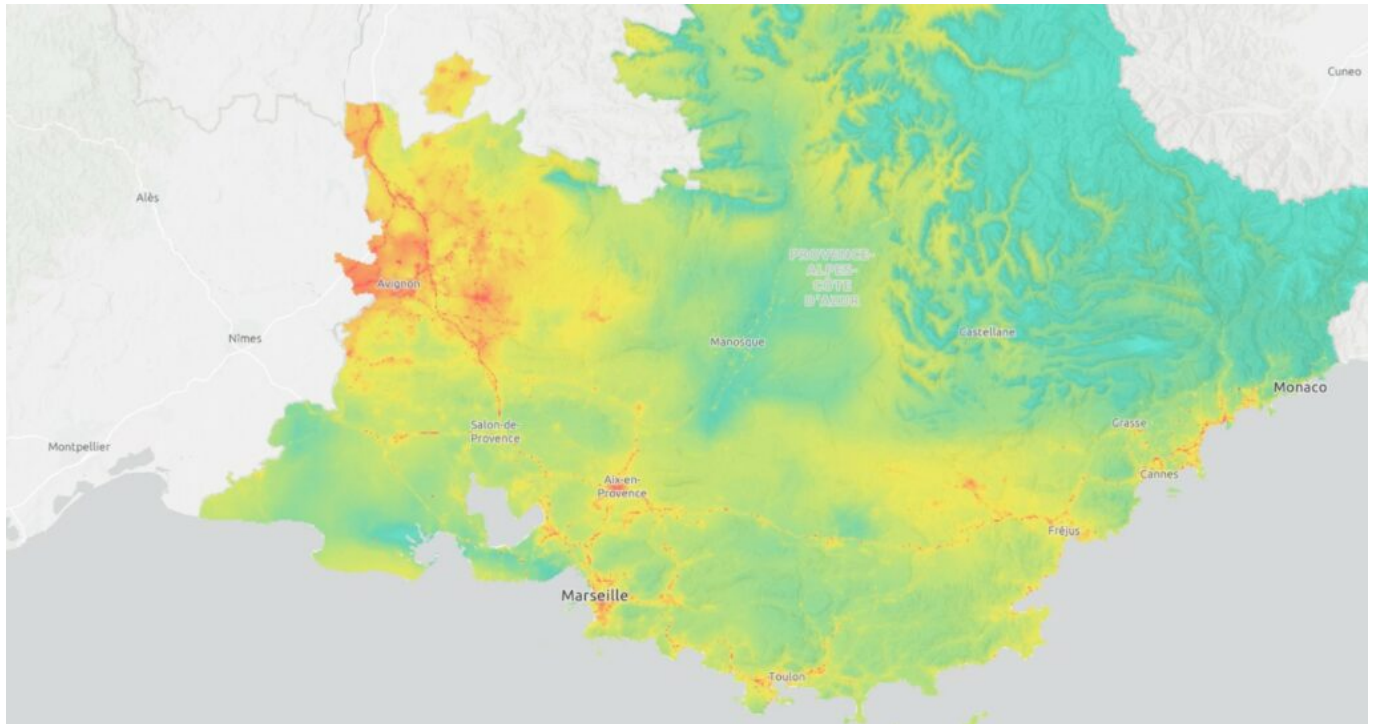 Cuneo
Alès
PROVENCE-
ALPEN-
CÔTE
D'AZUR
Avignon
Castellane
Nîmes
Manosque
Monaco
Salon-de-
Provence
Grasse
Montpellier
Aix-en-
Provence
Cannes
Fréjus
Marseille
Toulon